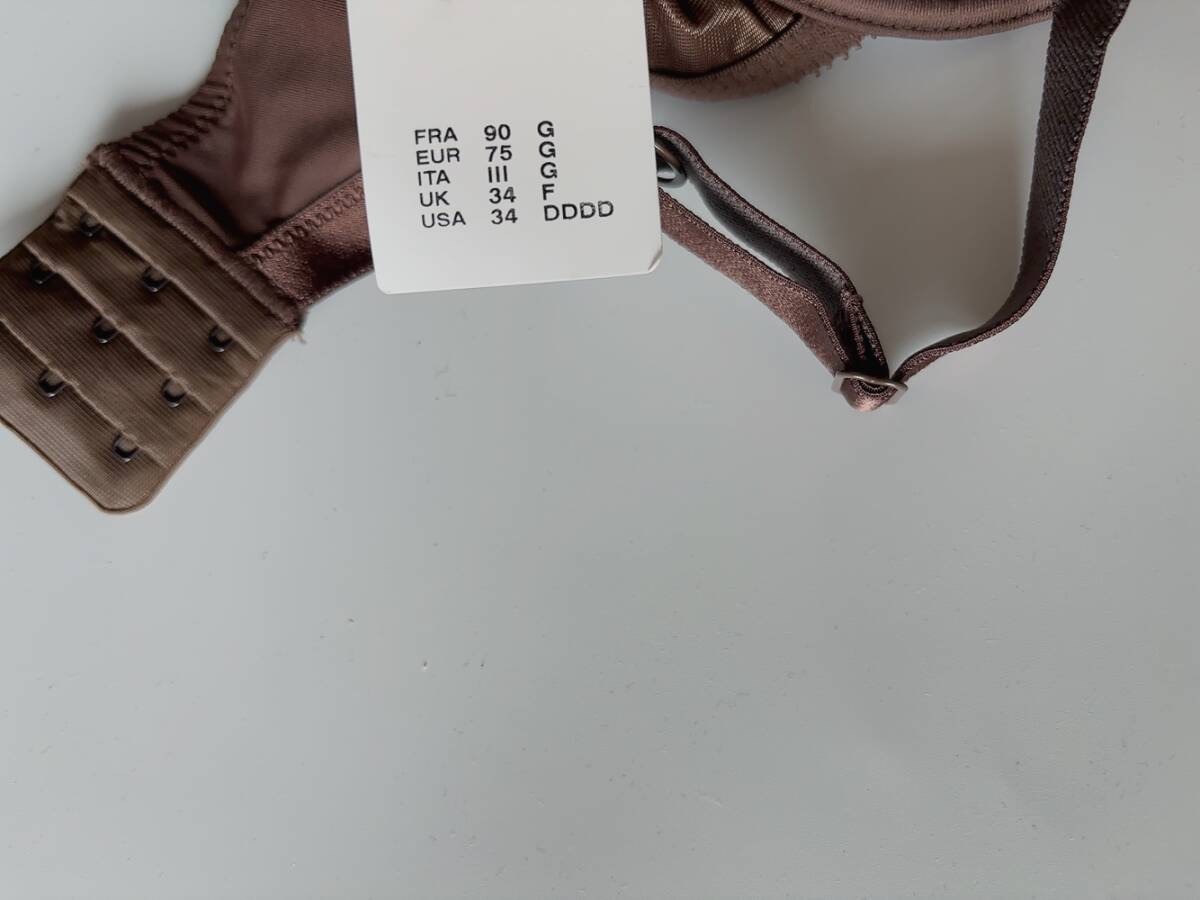 FRA 90 G
EUR 75 G
ITA III G
UK 34 F
USA 34 DDDD